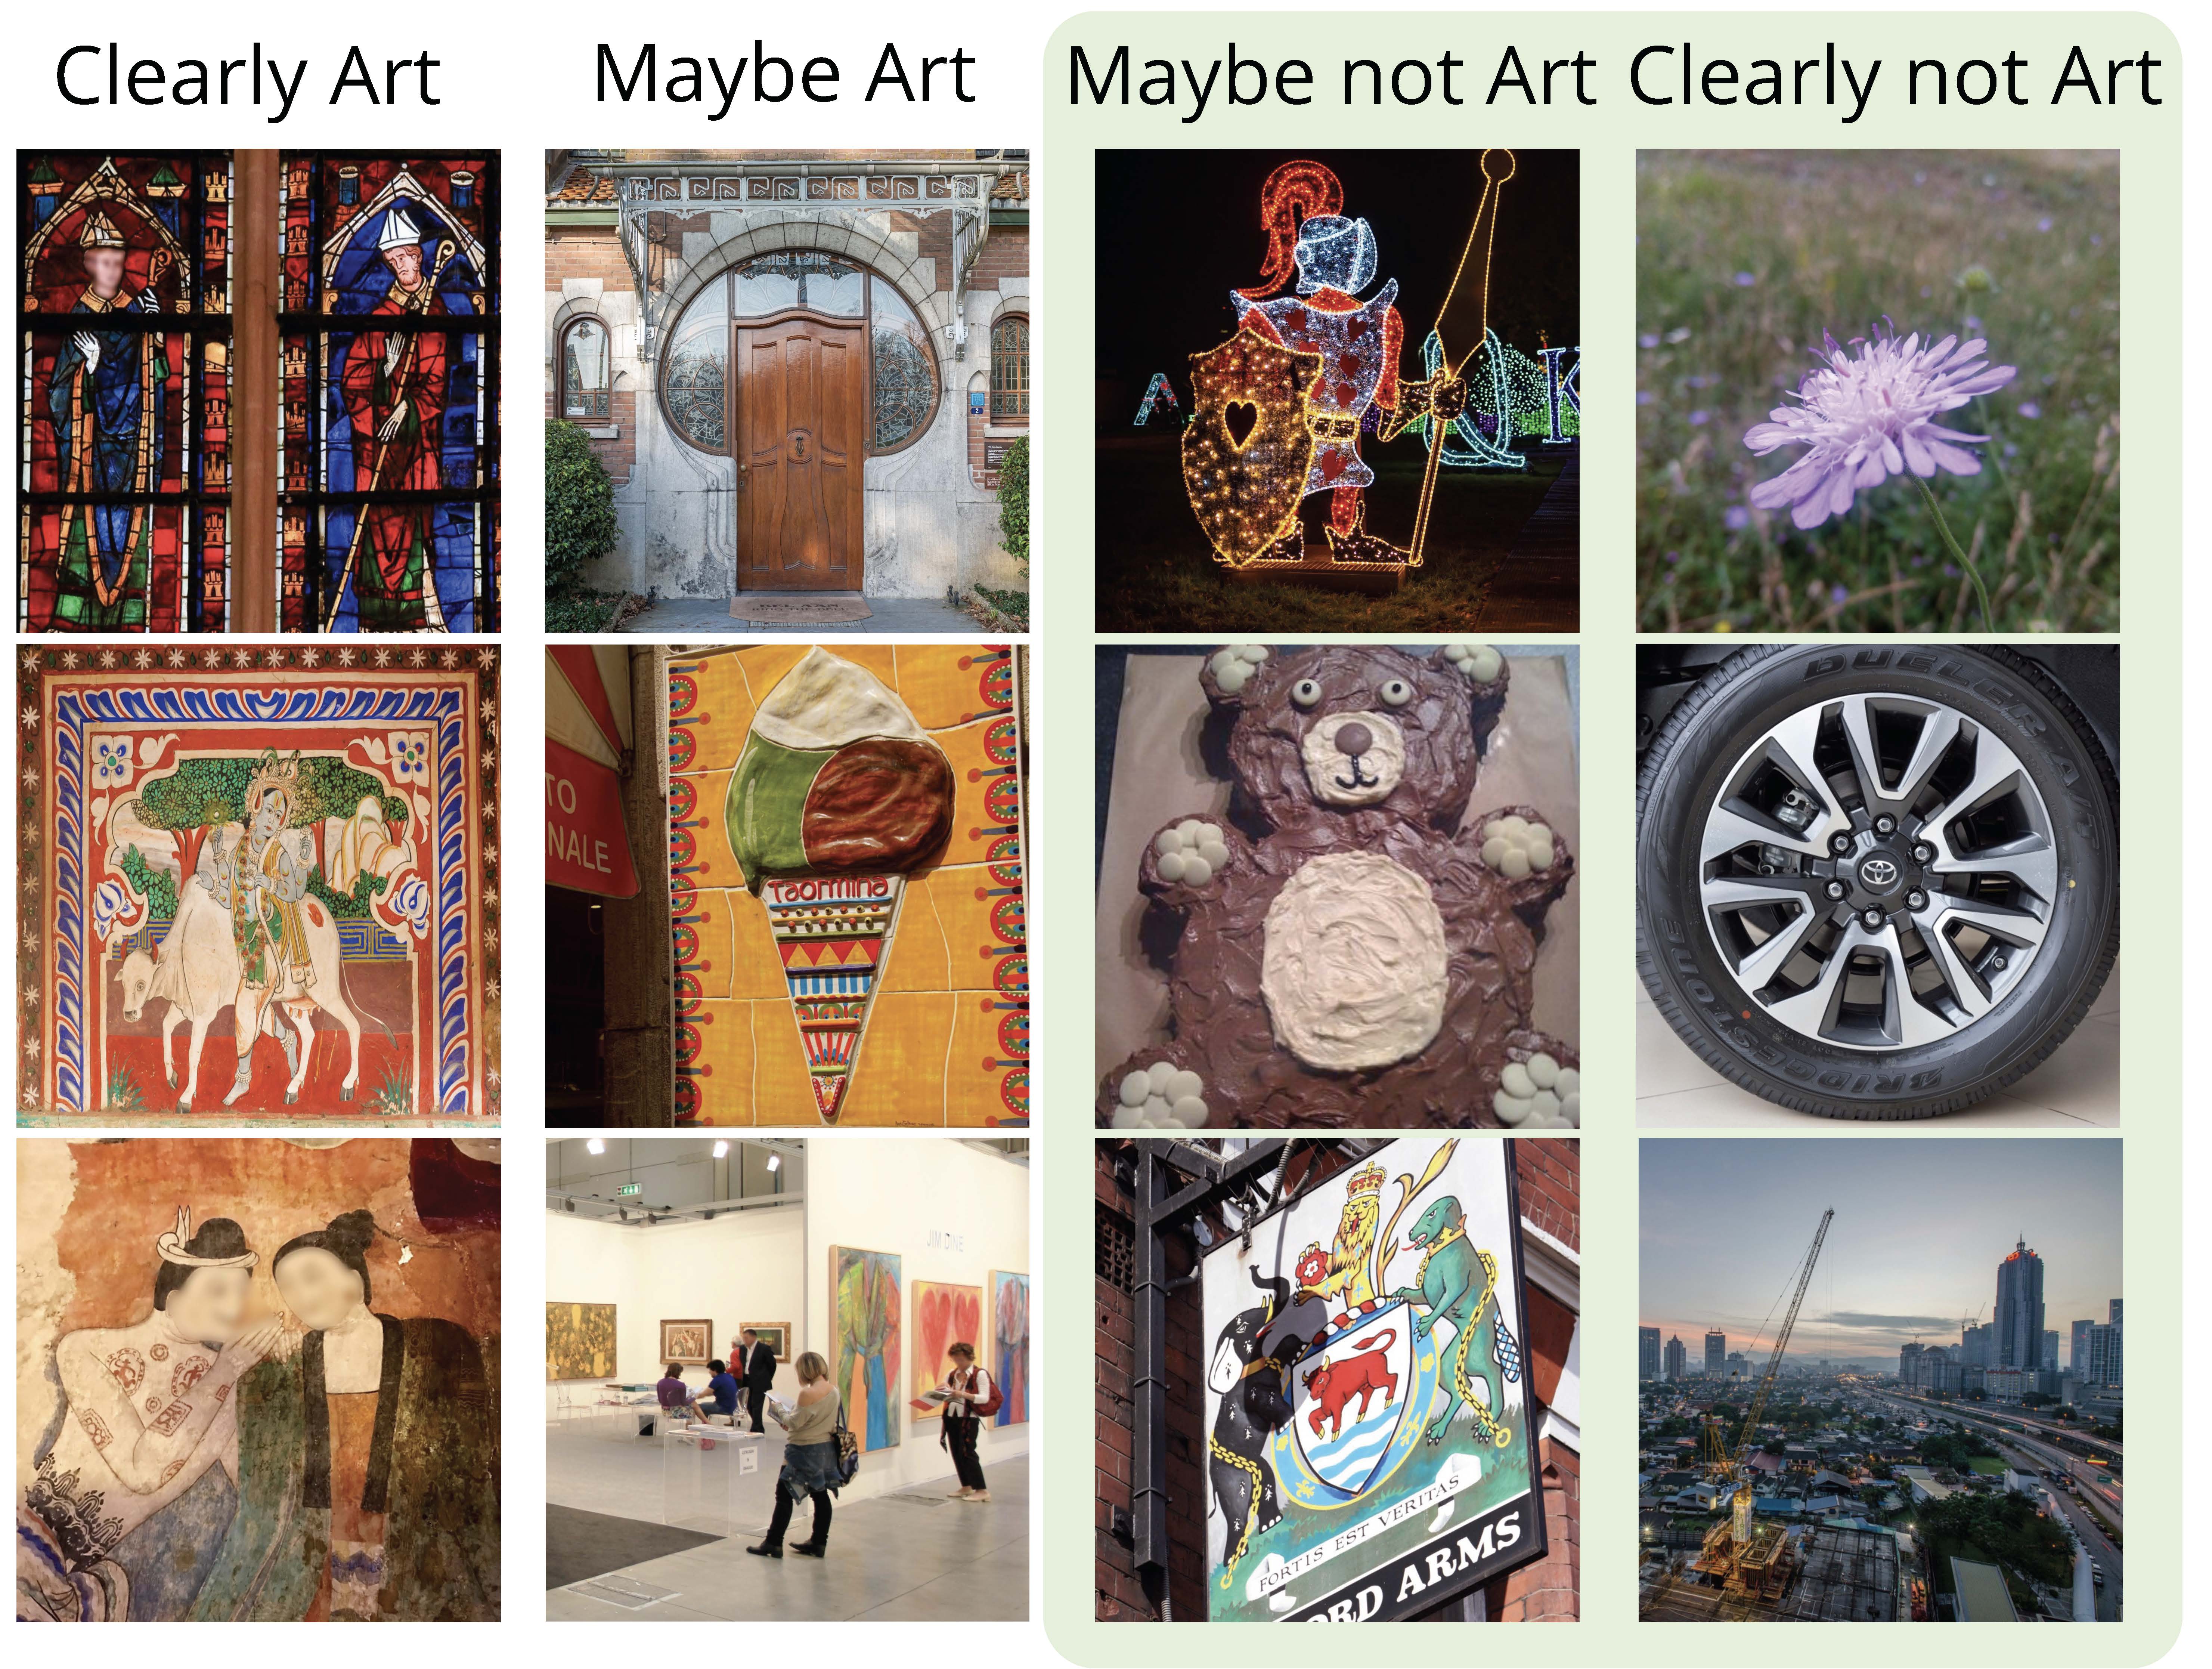 Clearly Art
Maybe Art
Maybe not Art
Clearly not Art
A
K
TO
NALE
Taormina
DUELER A/T
BRIDGESTONE
JIM DINE
FORTIS EST VERITAS
ORD ARMS